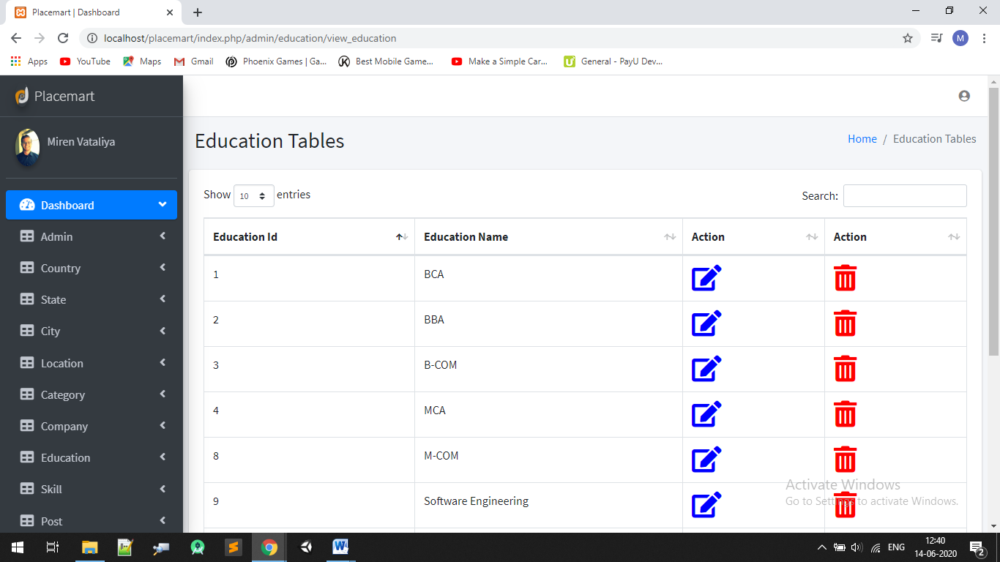 Placemart | Dashboard
localhost/placemart/index.php/admin/education/view_education
M
Apps YouTube Maps Gmail Phoenix Games | Ga... Best Mobile Game... Make a Simple Car... General - PayU Dev...
Placemart
Miren Vataliya
Dashboard
Admin
Country
State
City
Location
Category
Company
Education
Skill
Post
Education Tables
Home / Education Tables
Show 10 entries
Search:
Education Id Education Name Action Action
1 BCA
2 BBA
3 B-COM
4 MCA
8 M-COM
9 Software Engineering
Activate Windows
Go to Settings to activate Windows.
ENG
12:40
14-06-2020
2